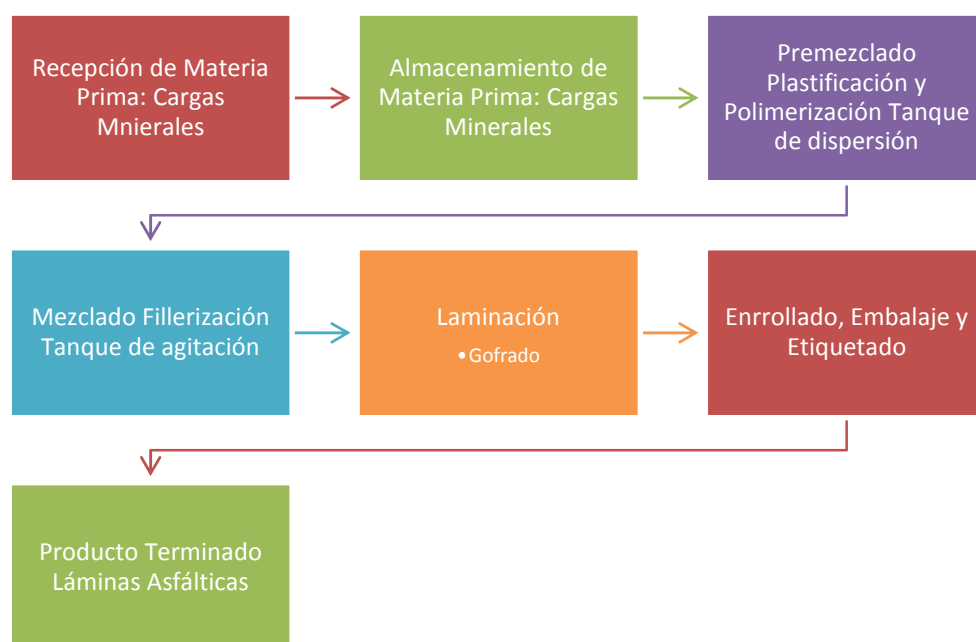 Recepción de Materia
Prima: Cargas
Mnierales
Almacenamiento de
Materia Prima: Cargas
Minerales
Premezclado
Plastificación y
Polimerización Tanque
de dispersión
Mezclado Fillerización
Tanque de agitación
Laminación
•Gofrado
Enrrollado, Embalaje y
Etiquetado
Producto Terminado
Láminas Asfálticas